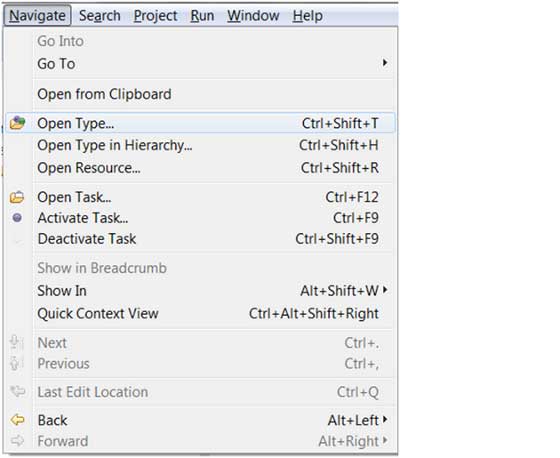 Navigate Search Project Run Window Help
Go Into
Go To
Open from Clipboard
Open Type... Ctrl+Shift+T
Open Type in Hierarchy... Ctrl+Shift+H
Open Resource... Ctrl+Shift+R
Open Task... Ctrl+F12
Activate Task... Ctrl+F9
Deactivate Task Ctrl+Shift+F9
Show in Breadcrumb
Show In Alt+Shift+W
Quick Context View Ctrl+Alt+Shift+Right
Next Ctrl+.
Previous Ctrl+,
Last Edit Location Ctrl+Q
Back Alt+Left
Forward Alt+Right